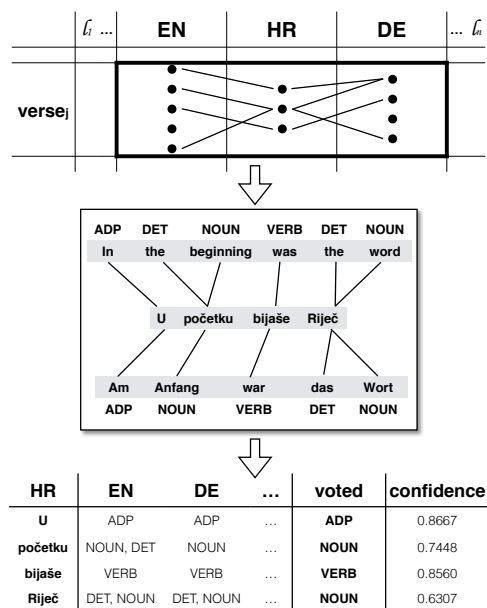 l₁ ... EN HR DE ... lₙ
verseⱼ
ADP DET NOUN VERB DET NOUN
In the beginning was the word
U početku bijaše Riječ
Am Anfang war das Wort
ADP NOUN VERB DET NOUN
HR EN DE ... voted confidence
U ADP ADP ... ADP 0.8667
početku NOUN, DET NOUN ... NOUN 0.7448
bijaše VERB VERB ... VERB 0.8560
Riječ DET, NOUN DET, NOUN ... NOUN 0.6307